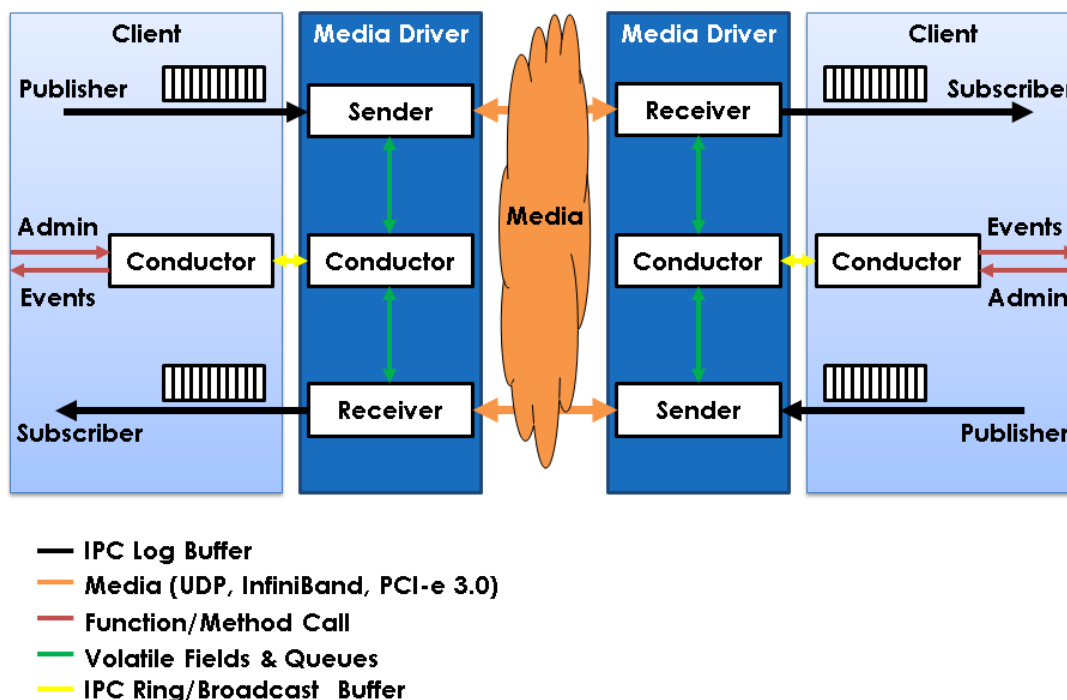 Client
Media Driver
Media Driver
Client
Publisher
Sender
Receiver
Subscriber
Media
Admin
Conductor
Events
Conductor
Conductor
Conductor
Events
Admin
Subscriber
Receiver
Sender
Publisher
IPC Log Buffer
Media (UDP, InfiniBand, PCI-e 3.0)
Function/Method Call
Volatile Fields & Queues
IPC Ring/Broadcast Buffer